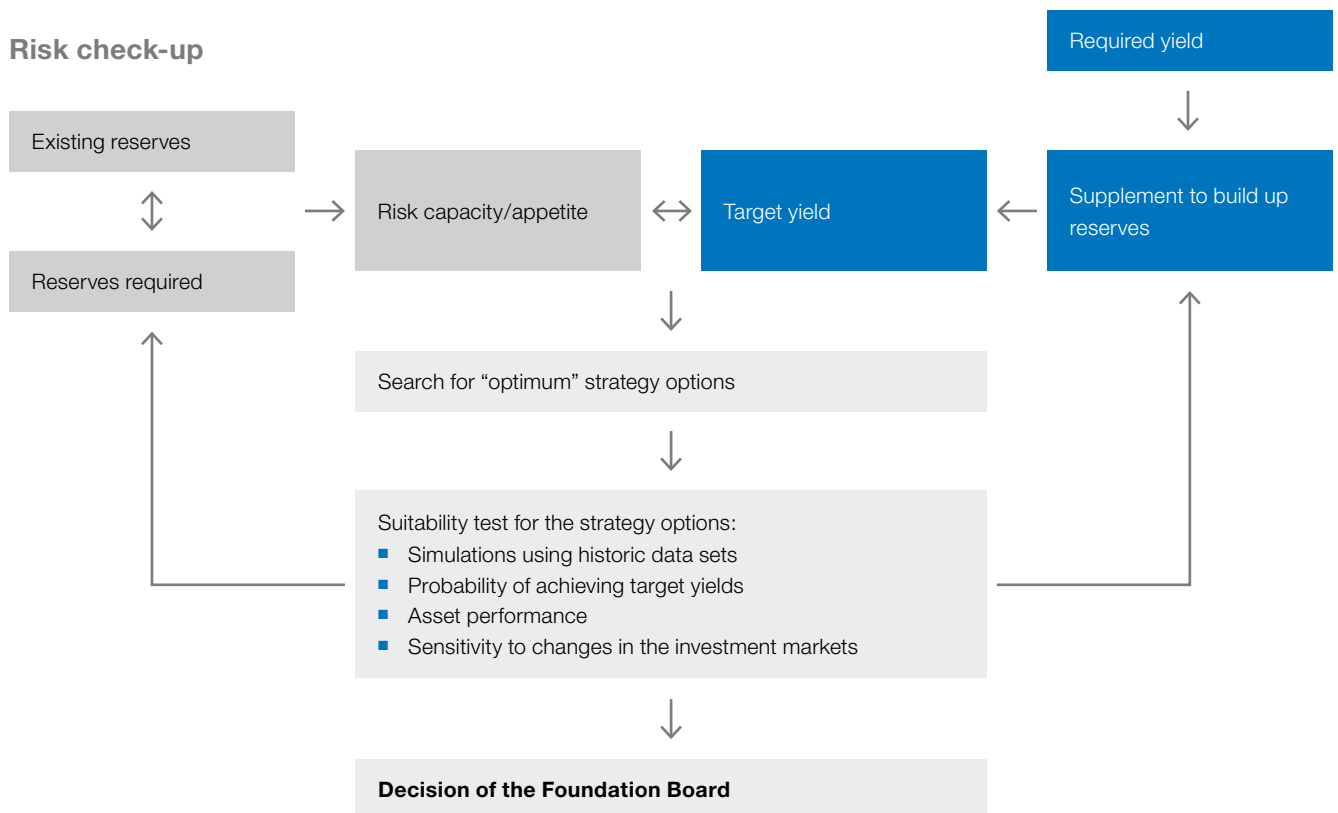 Risk check-up
Required yield
Existing reserves
Risk capacity/appetite
Target yield
Supplement to build up
reserves
Reserves required
Search for “optimum” strategy options
Suitability test for the strategy options:
■ Simulations using historic data sets
■ Probability of achieving target yields
■ Asset performance
■ Sensitivity to changes in the investment markets
Decision of the Foundation Board